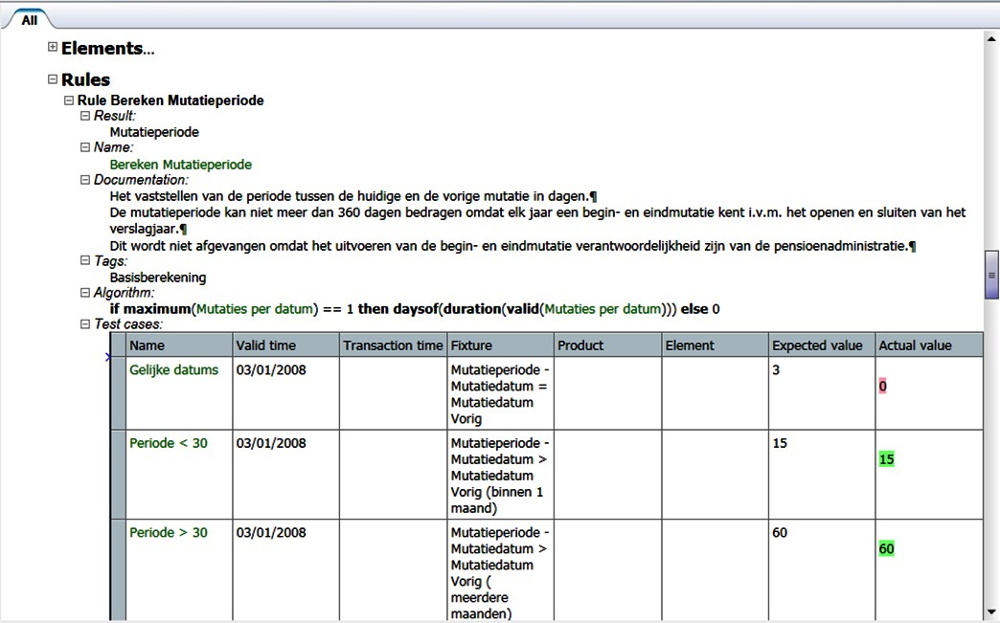 All
Elements...
Rules
Rule Bereken Mutatieperiode
Result:
Mutatieperiode
Name:
Bereken Mutatieperiode
Documentation:
Het vaststellen van de periode tussen de huidige en de vorige mutatie in dagen.¶
De mutatieperiode kan niet meer dan 360 dagen bedragen omdat elk jaar een begin- en eindmutatie kent i.v.m. het openen en sluiten van het
verslagjaar.¶
Dit wordt niet afgevangen omdat het uitvoeren van de begin- en eindmutatie verantwoordelijkheid zijn van de pensioenadministratie.¶
Tags:
Basisberekening
Algorithm:
if maximum(Mutaties per datum) == 1 then daysof(duration(valid(Mutaties per datum))) else 0
Test cases:
Name Valid time Transaction time Fixture Product Element Expected value Actual value
Gelijke datums 03/01/2008 Mutatieperiode - 3
Mutatiedatum = 0
Mutatiedatum
Vorig
Periode < 30 03/01/2008 Mutatieperiode - 15
Mutatiedatum > 15
Mutatiedatum
Vorig (binnen 1
maand)
Periode > 30 03/01/2008 Mutatieperiode - 60
Mutatiedatum > 60
Mutatiedatum
Vorig (
meerdere
maanden)